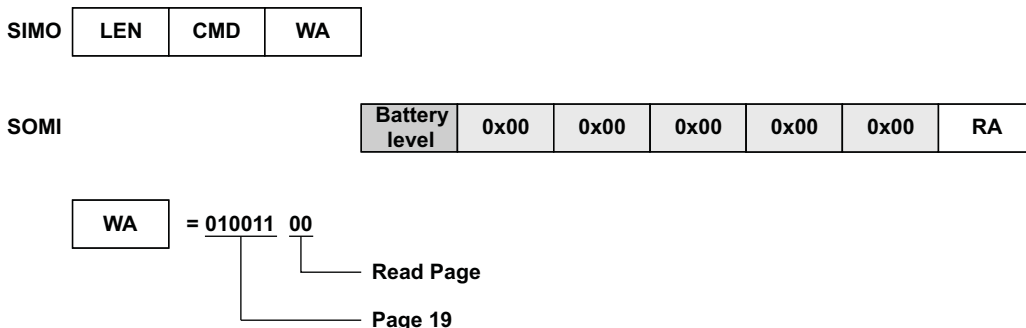 SIMO LEN CMD WA
SOMI Battery level 0x00 0x00 0x00 0x00 0x00 RA
WA = 010011 00
Read Page
Page 19